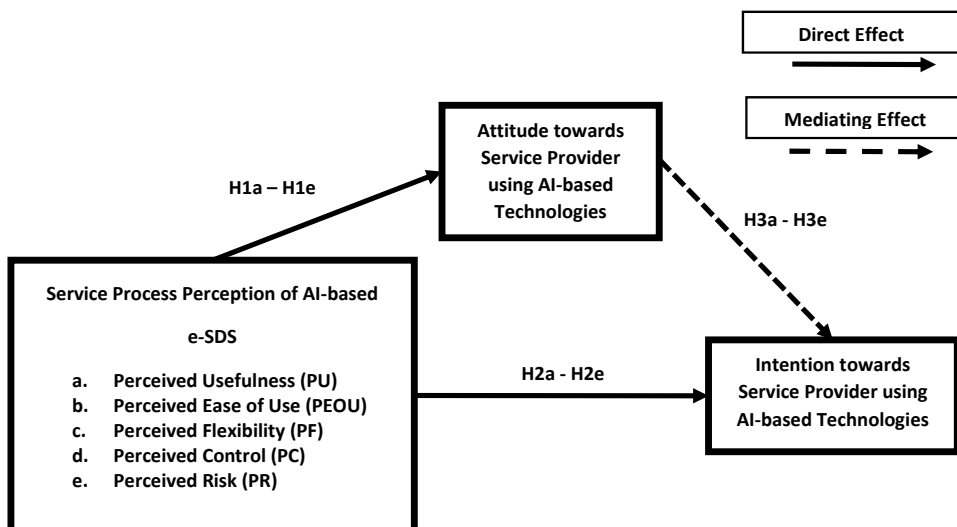 Direct Effect
Mediating Effect
Attitude towards
Service Provider
using AI-based
Technologies
H1a – H1e
H3a - H3e
Service Process Perception of AI-based
e-SDS
a. Perceived Usefulness (PU)
b. Perceived Ease of Use (PEOU)
c. Perceived Flexibility (PF)
d. Perceived Control (PC)
e. Perceived Risk (PR)
H2a - H2e
Intention towards
Service Provider using
AI-based Technologies